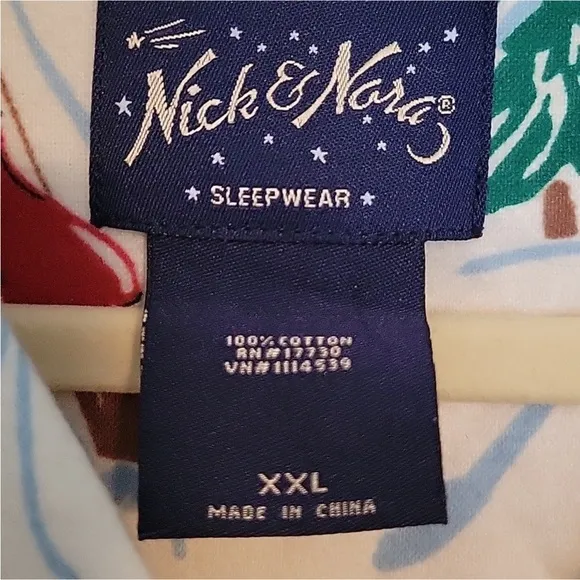 Nick & Nora®
SLEEPWEAR
100% COTTON
RN#17730
VN#1114539
XXL
MADE IN CHINA